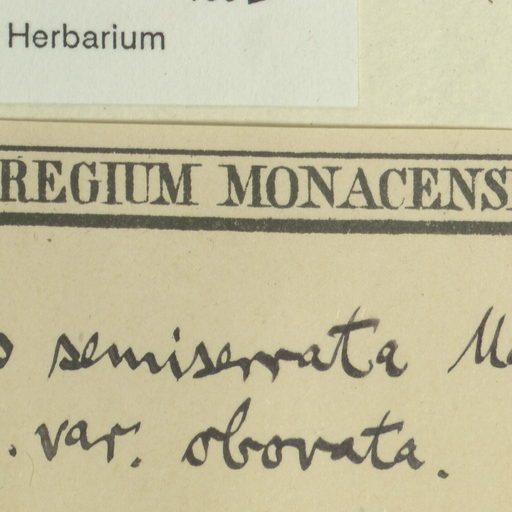 Herbarium
REGIUM MONACENS
semiserrata
. var. obovata.